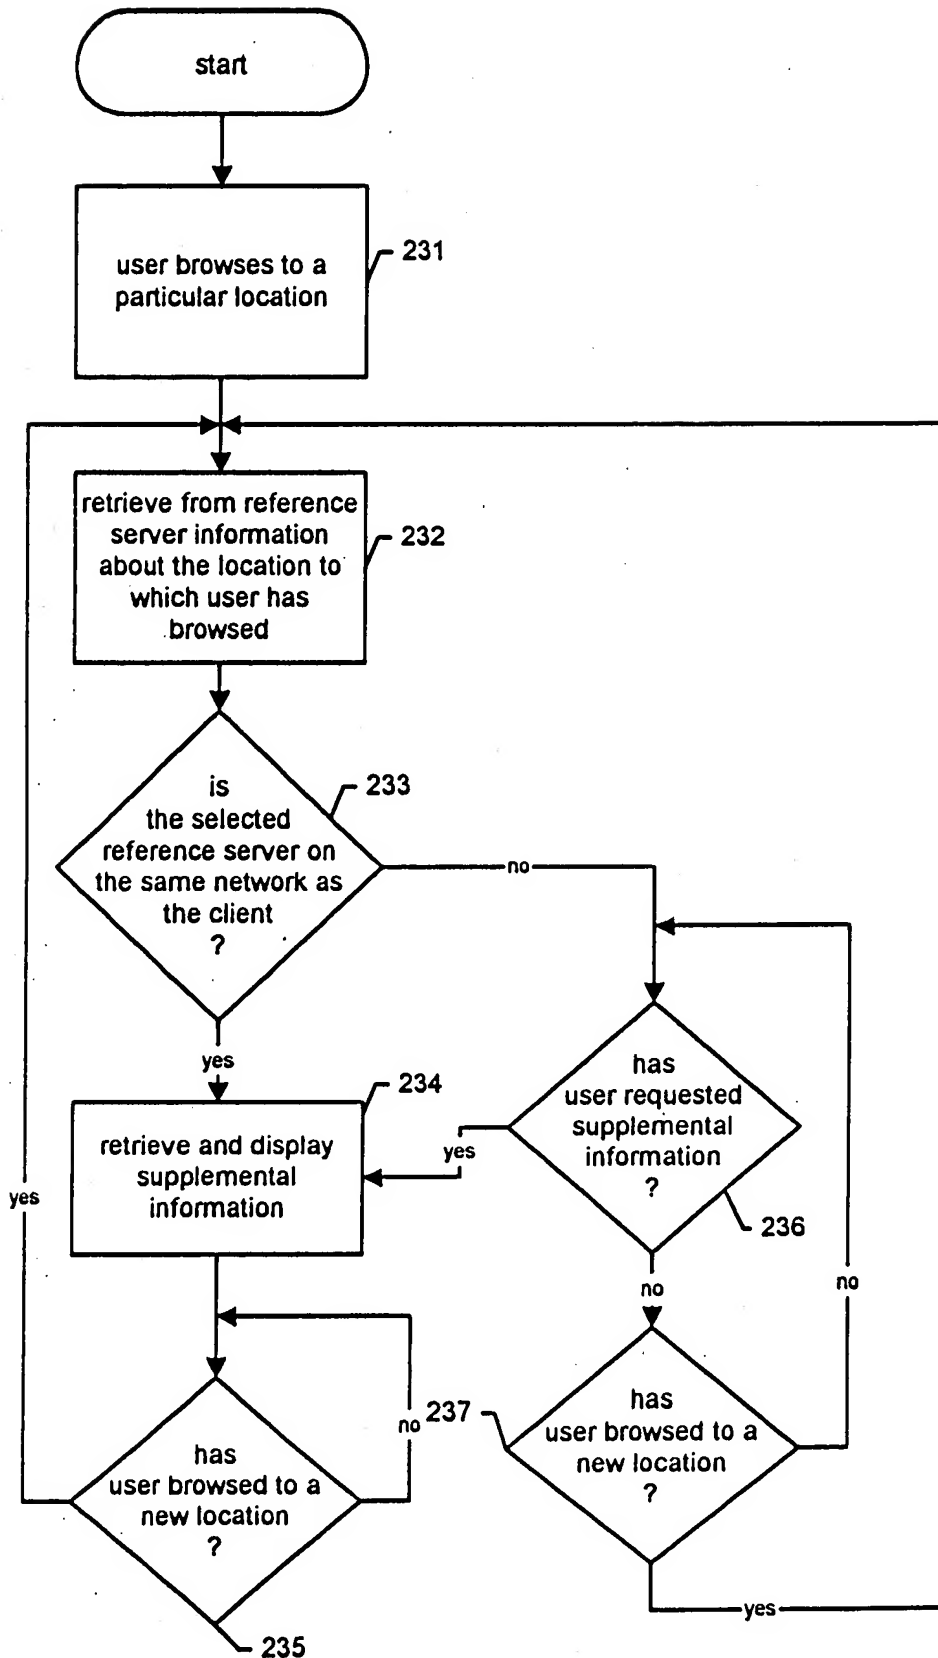 start
user browses to a
particular location
231
retrieve from reference
server information
about the location to
which user has
browsed
232
is
the selected
reference server on
the same network as
the client
?
233
no
yes
retrieve and display
supplemental
information
234
has
user requested
supplemental
information
?
236
yes
no
has
user browsed to a
new location
?
235
no
yes
has
user browsed to a
new location
?
237
no
yes